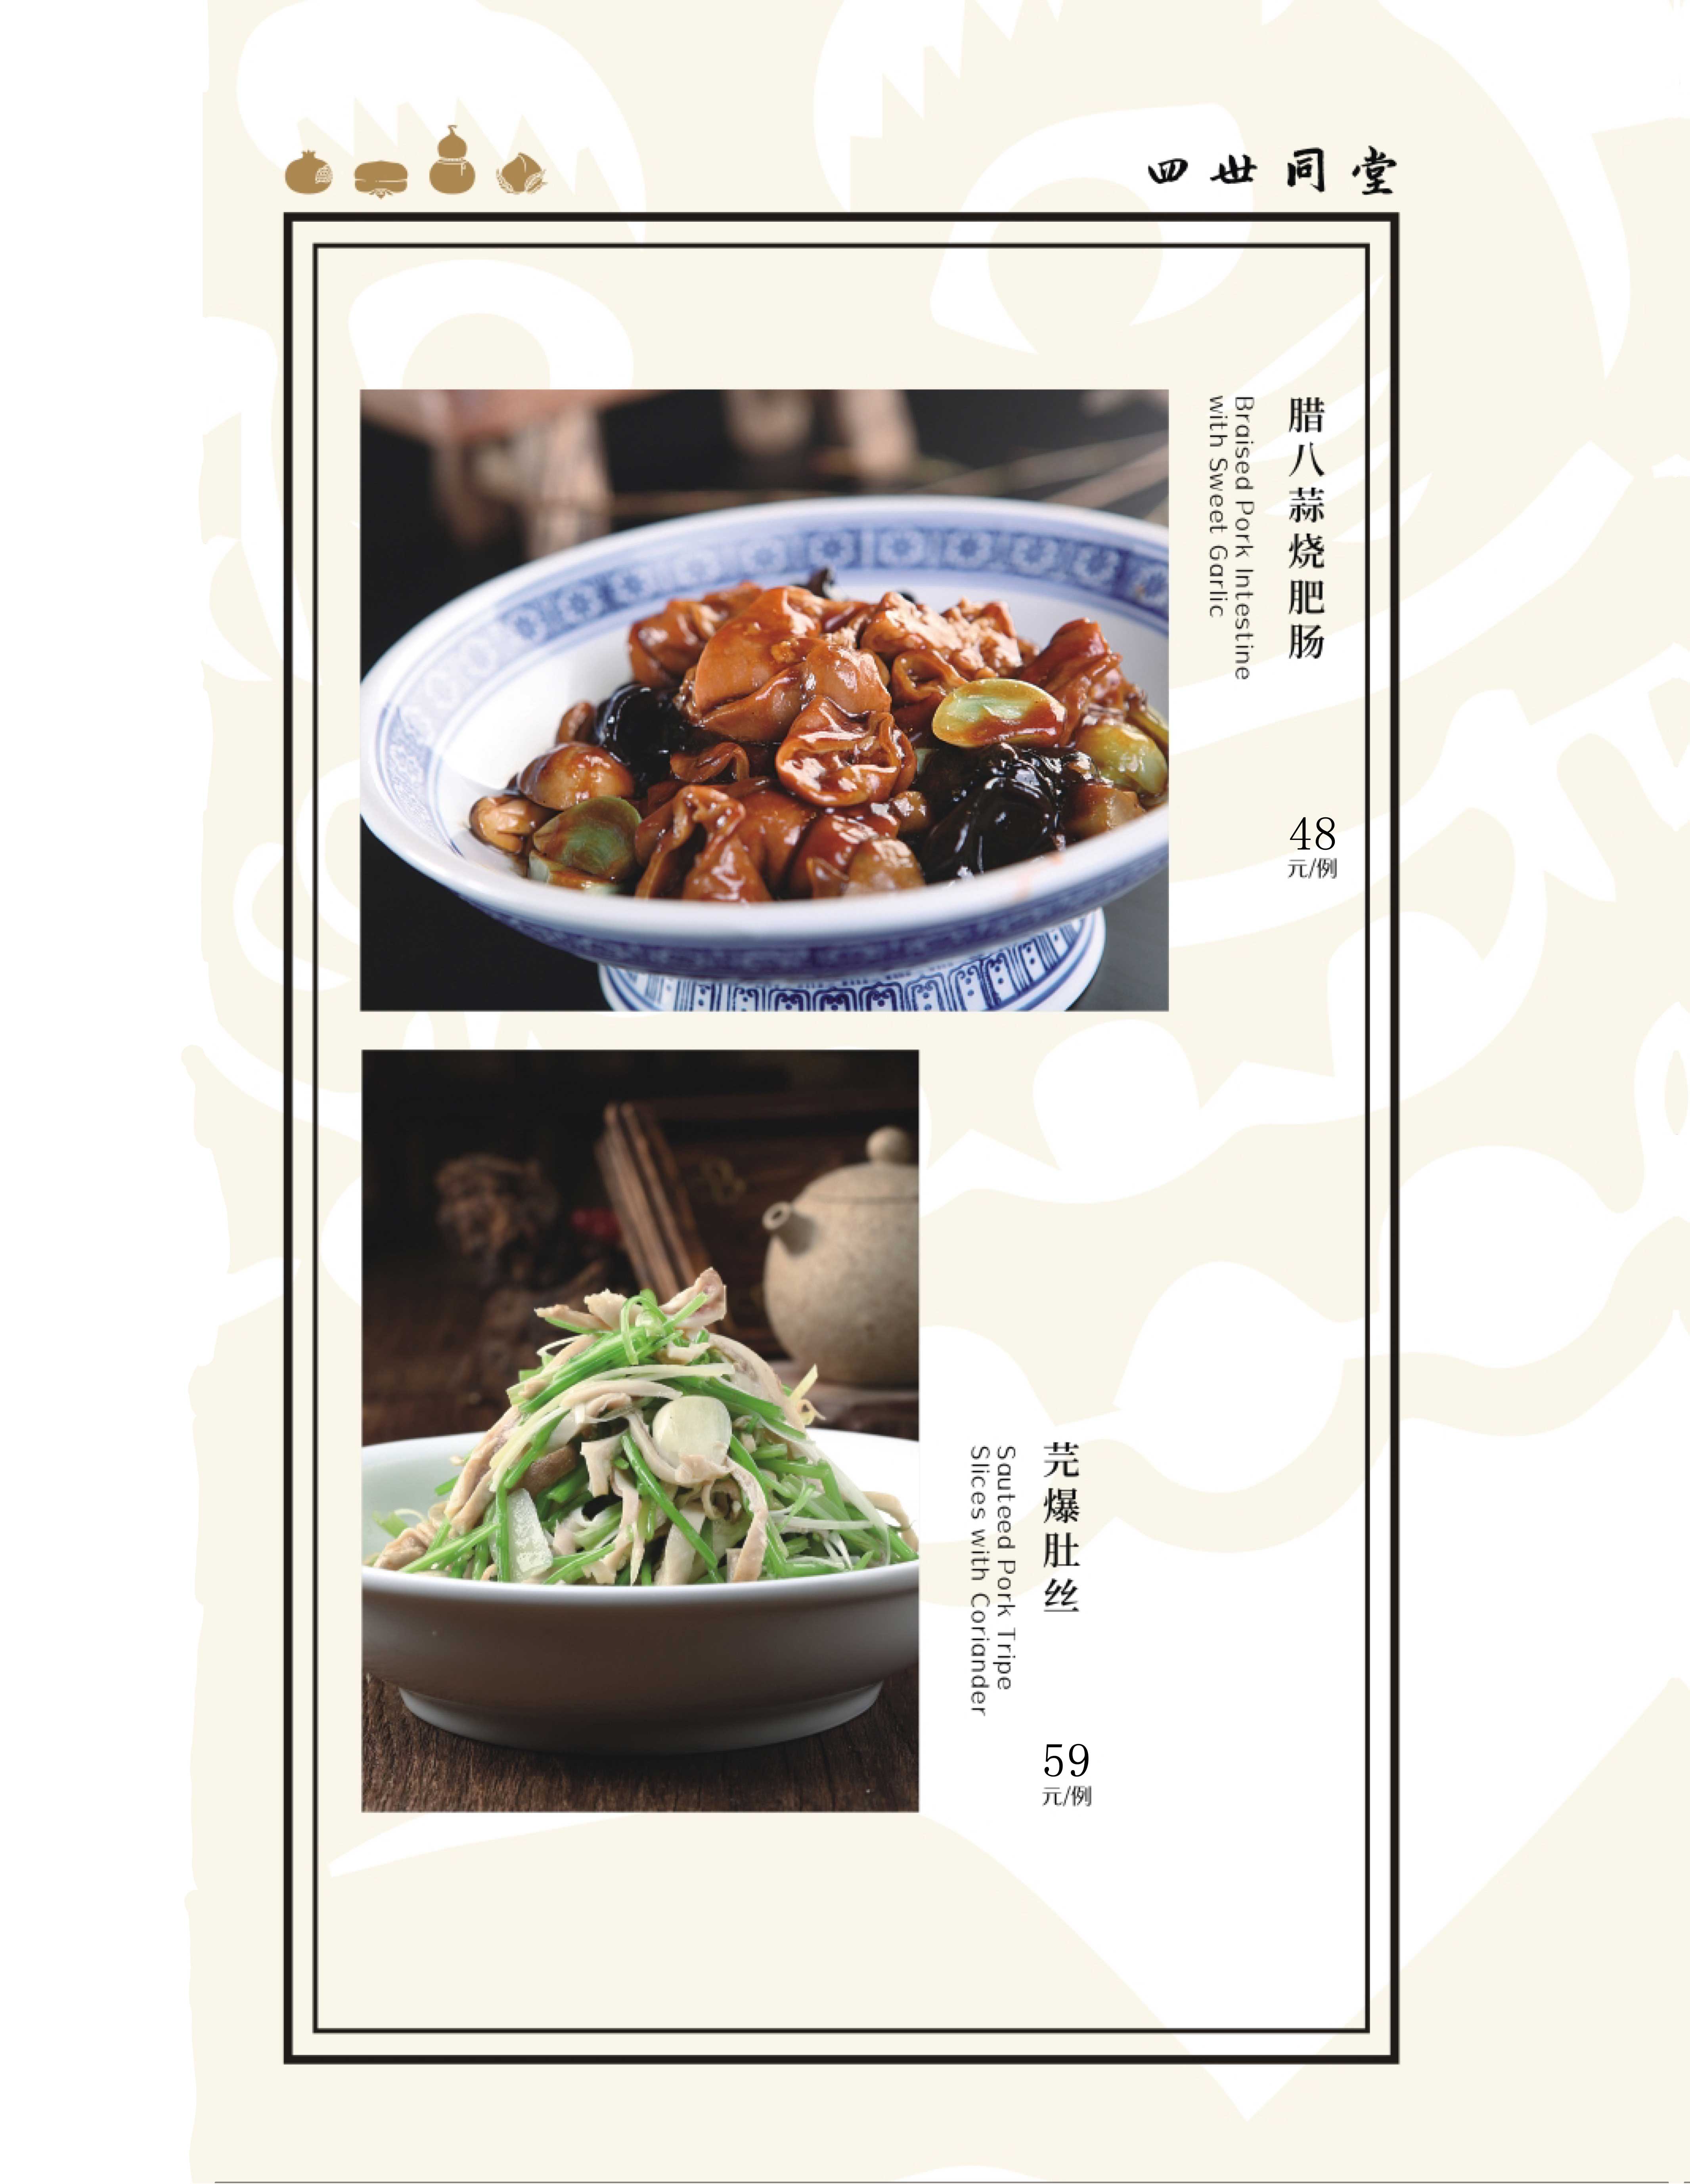 四世同堂
腊八蒜烧肥肠
Braised Pork Intestine
with Sweet Garlic
48
元/例
芫爆肚丝
Sauteed Pork Tripe
Slices with Coriander
59
元/例